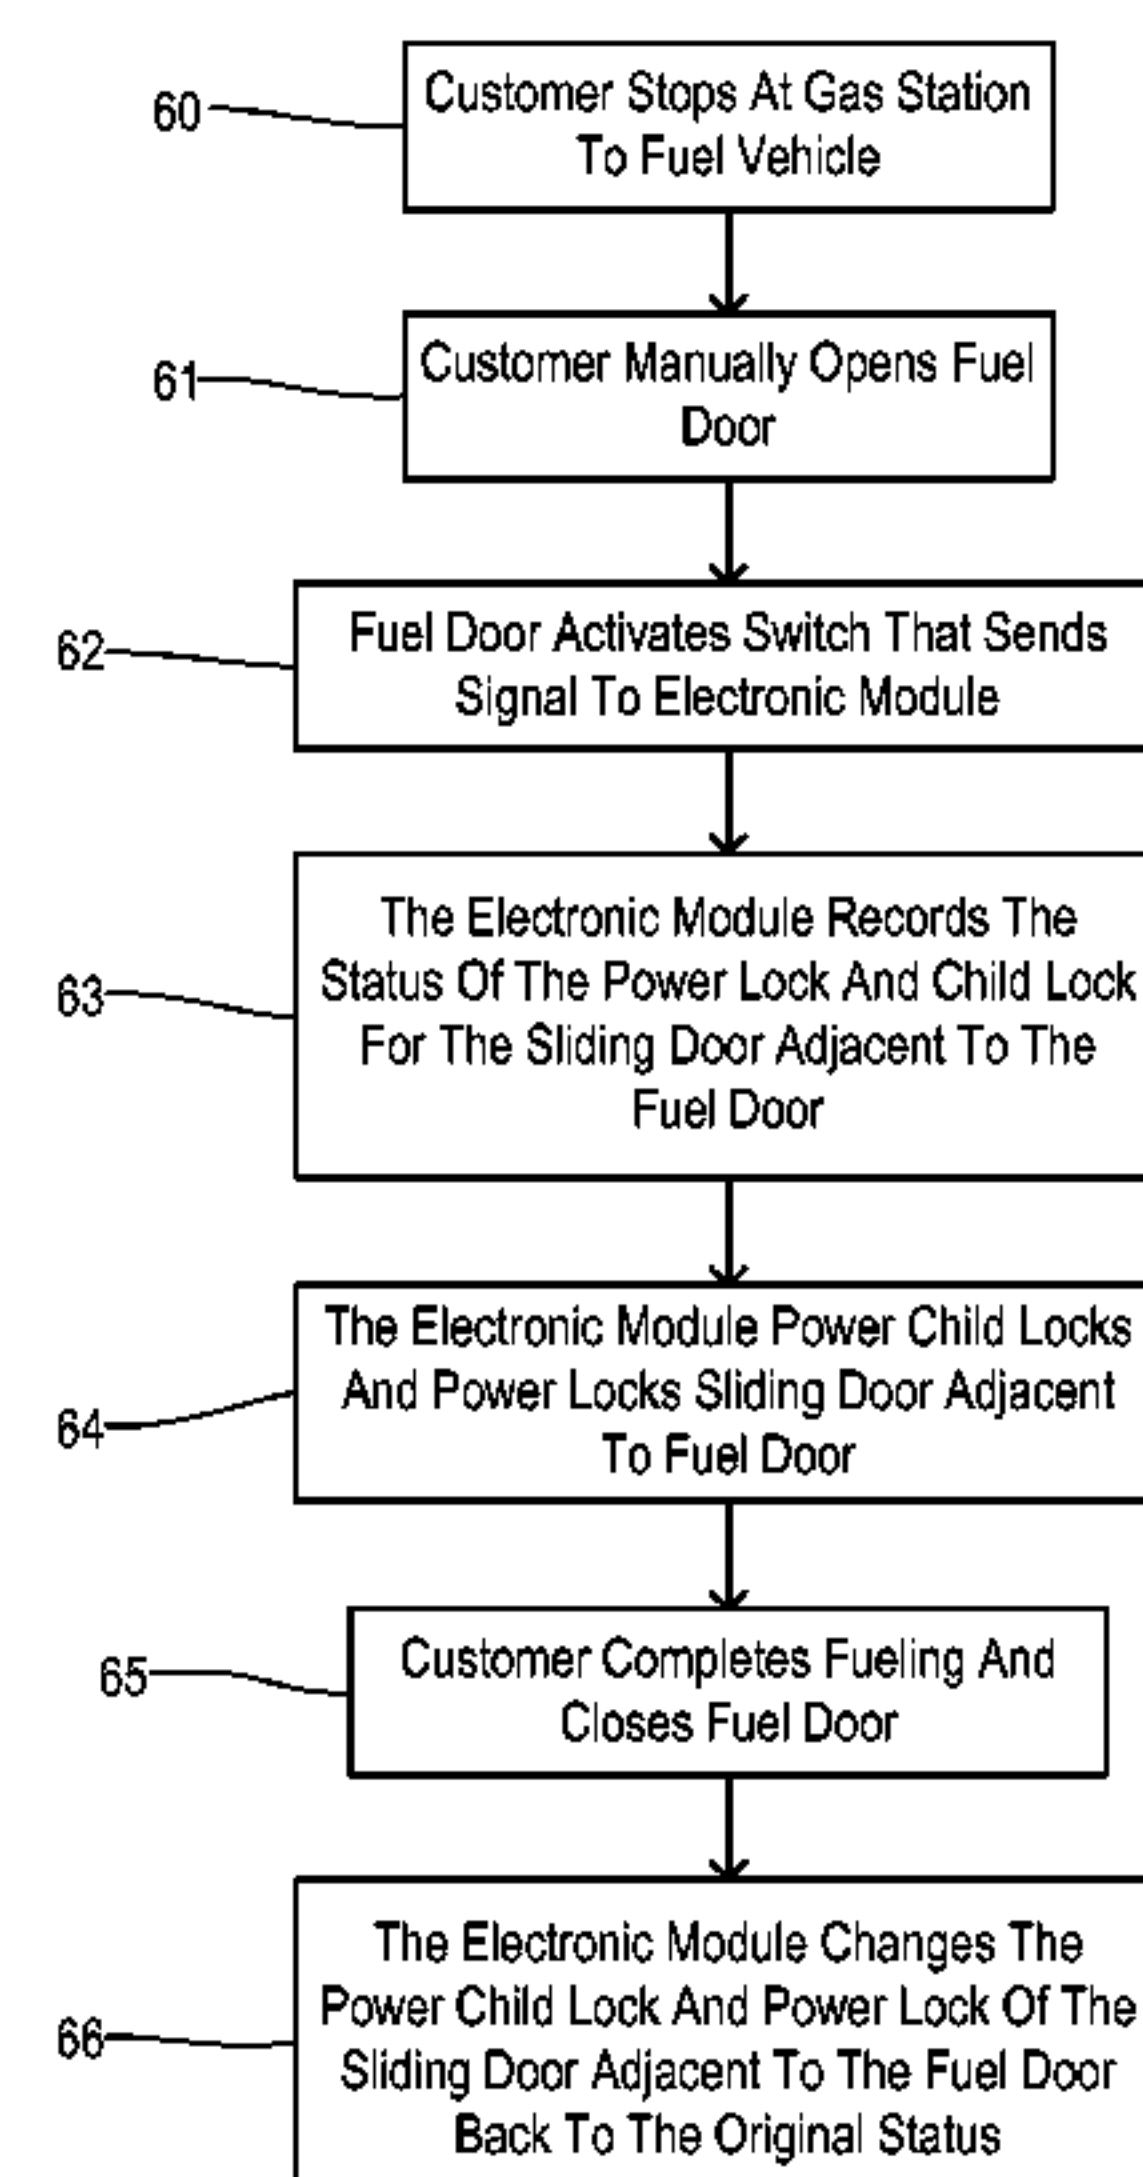 60
Customer Stops At Gas Station
To Fuel Vehicle
61
Customer Manually Opens Fuel
Door
62
Fuel Door Activates Switch That Sends
Signal To Electronic Module
63
The Electronic Module Records The
Status Of The Power Lock And Child Lock
For The Sliding Door Adjacent To The
Fuel Door
64
The Electronic Module Power Child Locks
And Power Locks Sliding Door Adjacent
To Fuel Door
65
Customer Completes Fueling And
Closes Fuel Door
66
The Electronic Module Changes The
Power Child Lock And Power Lock Of The
Sliding Door Adjacent To The Fuel Door
Back To The Original Status